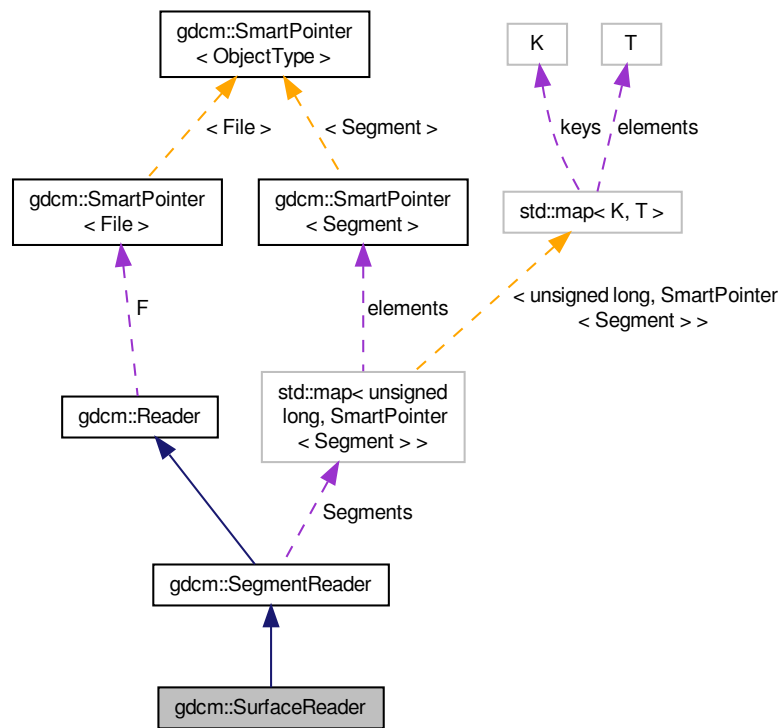 gdcm::SmartPointer
< ObjectType >
K
T
< File >
< Segment >
keys
elements
gdcm::SmartPointer
< File >
gdcm::SmartPointer
< Segment >
std::map< K, T >
F
elements
< unsigned long, SmartPointer
< Segment > >
gdcm::Reader
std::map< unsigned
long, SmartPointer
< Segment > >
Segments
gdcm::SegmentReader
gdcm::SurfaceReader